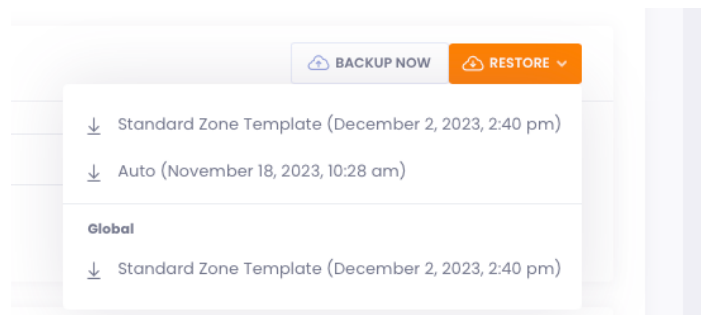 BACKUP NOW
RESTORE
Standard Zone Template (December 2, 2023, 2:40 pm)
Auto (November 18, 2023, 10:28 am)
Global
Standard Zone Template (December 2, 2023, 2:40 pm)